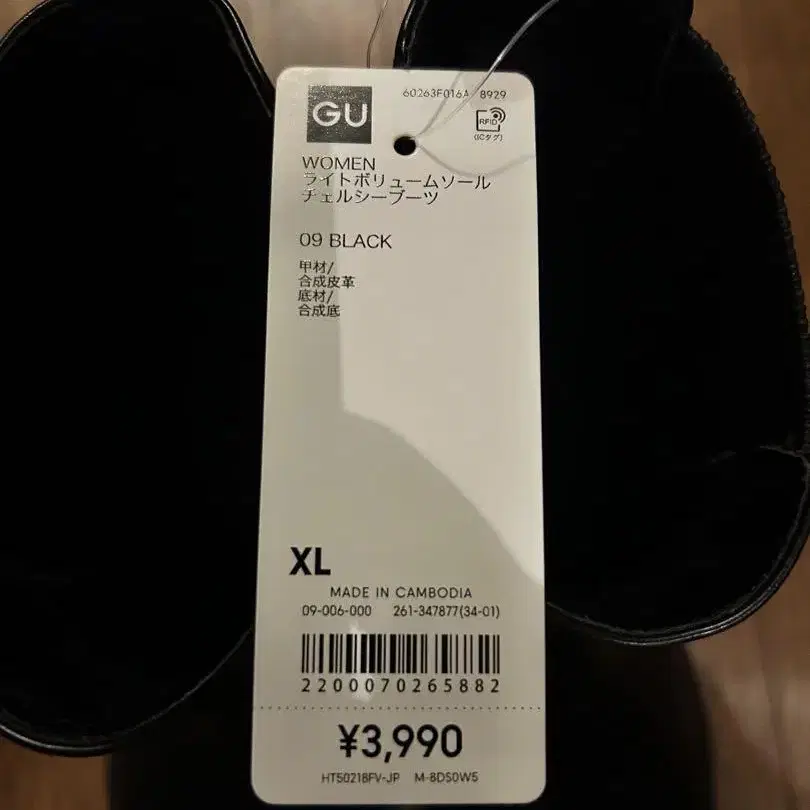 GU
60263F016A 8929
RFID
(ICタグ)
WOMEN
ライトボリュームソール
チェルシーブーツ
09 BLACK
甲材/
合成皮革
底材/
合成底
XL
MADE IN CAMBODIA
09-006-000 261-347877(34-01)
2200070265882
¥3,990
HT50218FV-JP M-8DS0W5